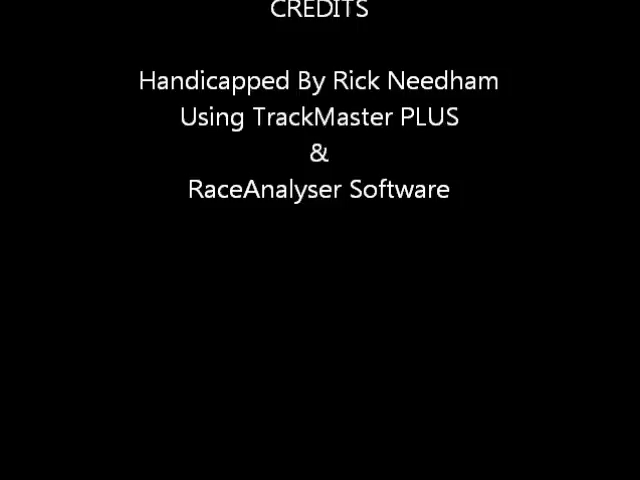 CREDITS
Handicapped By Rick Needham
Using TrackMaster PLUS
&
RaceAnalyser Software